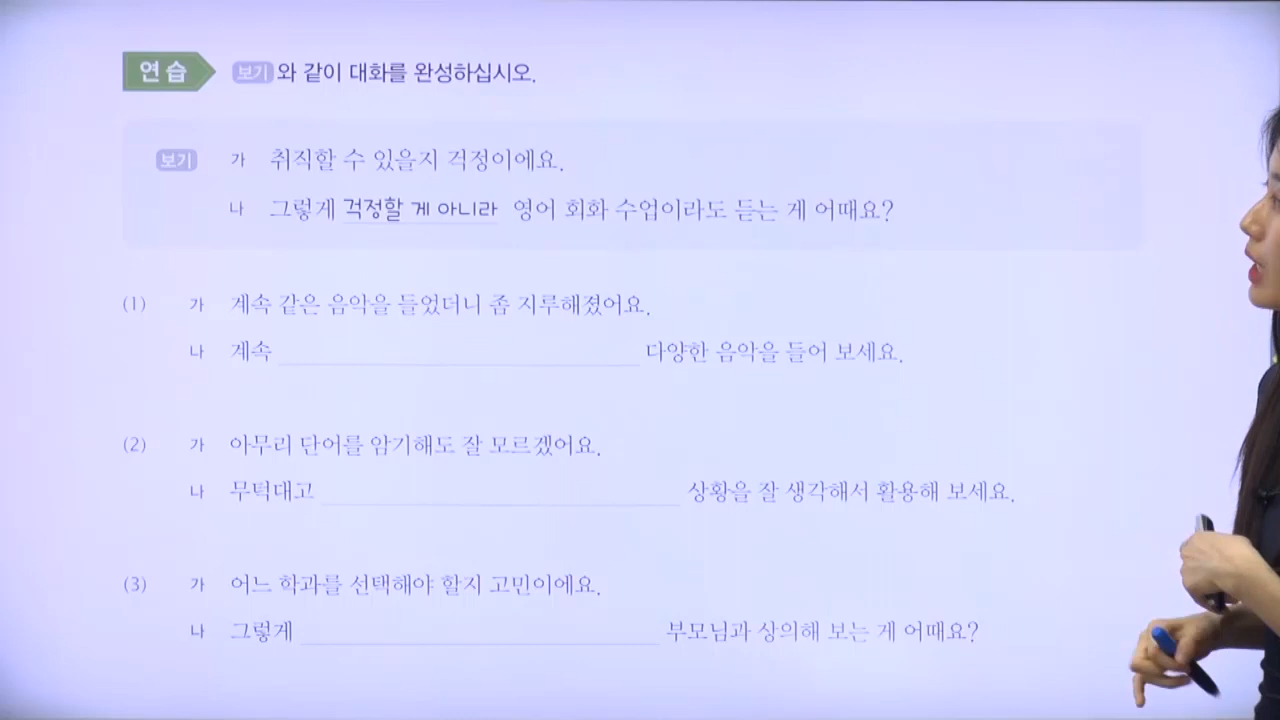 연습 보기 와 같이 대화를 완성하십시오.
보기 가 취직할 수 있을지 걱정이에요.
나 그렇게 걱정할 게 아니라 영어 회화 수업이라도 듣는 게 어때요?
(1) 가 계속 같은 음악을 들었더니 좀 지루해졌어요.
나 계속 다양한 음악을 들어 보세요.
(2) 가 아무리 단어를 암기해도 잘 모르겠어요.
나 무턱대고 상황을 잘 생각해서 활용해 보세요.
(3) 가 어느 학과를 선택해야 할지 고민이에요.
나 그렇게 부모님과 상의해 보는 게 어때요?